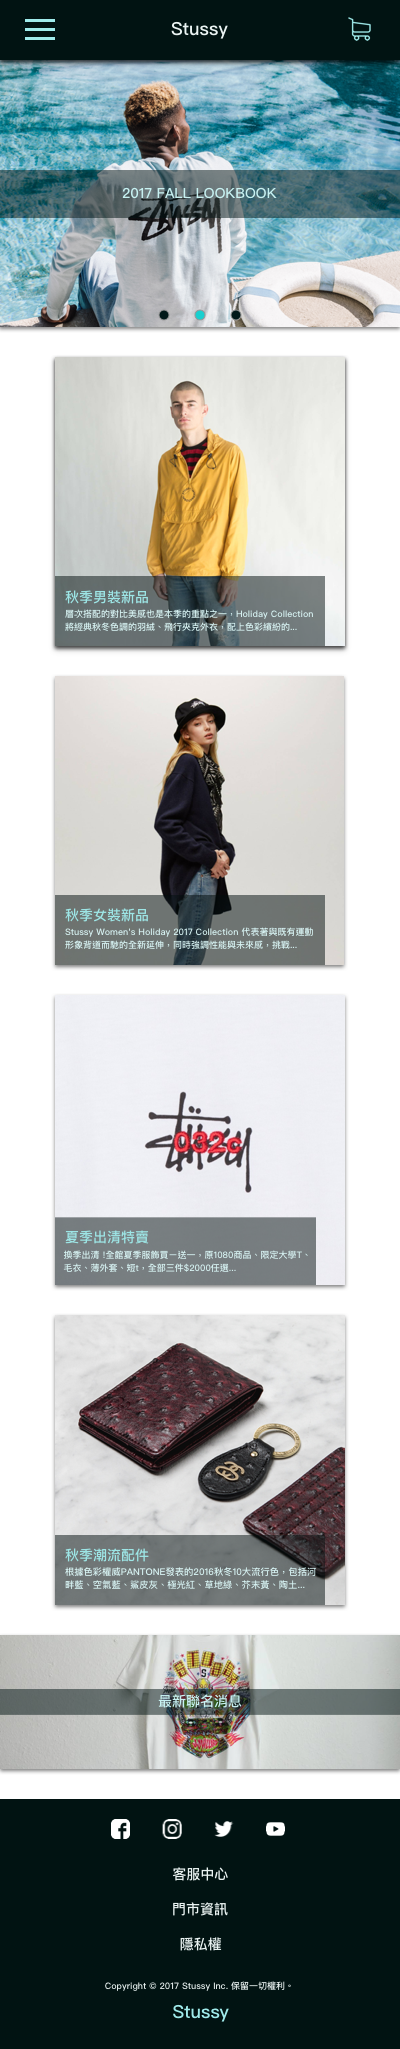 Stussy
2017 FALL LOOKBOOK
Stüssy
秋季男裝新品
層次搭配的對比美感也是本季的重點之一，Holiday Collection
將經典秋冬色調的羽絨、飛行夾克外衣，配上色彩繽紛的...
秋季女裝新品
Stussy Women's Holiday 2017 Collection 代表著與既有運動
形象背道而馳的全新延伸，同時強調性能與未來感，挑戰...
Stüssy
032c
夏季出清特賣
換季出清 !全館夏季服飾買一送一，原1080商品、限定大學T、
毛衣、薄外套、短t，全部三件$2000任選...
秋季潮流配件
根據色彩權威PANTONE發表的2016秋冬10大流行色，包括河
畔藍、空氣藍、鯊皮灰、極光紅、草地綠、芥末黃、陶土...
最新聯名消息
客服中心
門市資訊
隱私權
Copyright © 2017 Stussy Inc. 保留一切權利。
Stussy